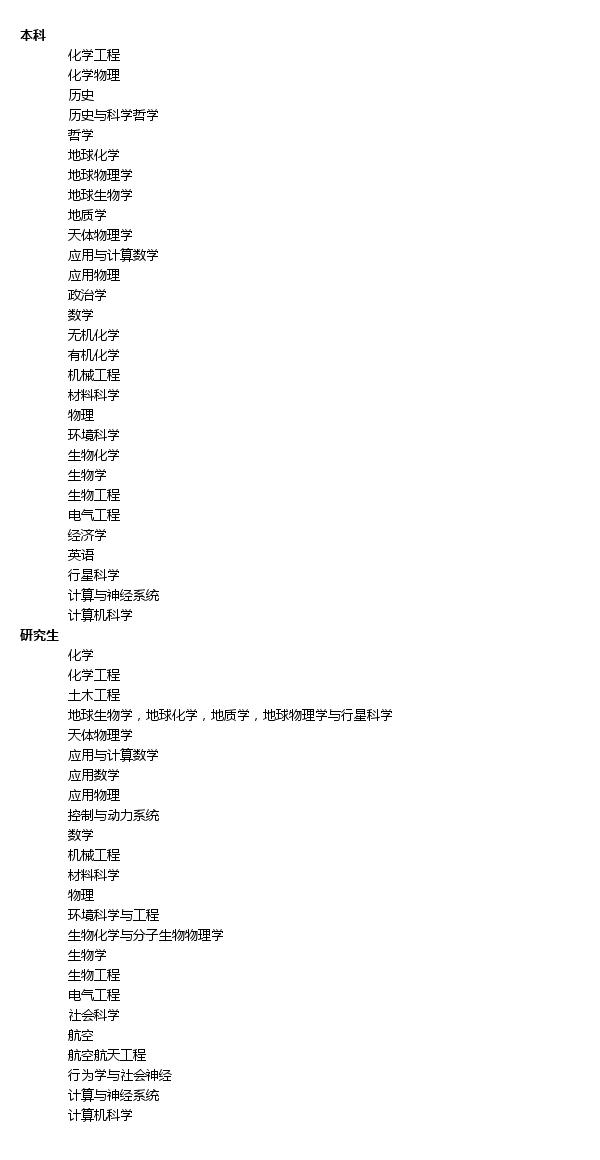 本科
化学工程
化学物理
历史
历史与科学哲学
哲学
地球化学
地球物理学
地球生物学
地质学
天体物理学
应用与计算数学
应用物理
政治学
数学
无机化学
有机化学
机械工程
材料科学
物理
环境科学
生物化学
生物学
生物工程
电气工程
经济学
英语
行星科学
计算与神经系统
计算机科学
研究生
化学
化学工程
土木工程
地球生物学，地球化学，地质学，地球物理学与行星科学
天体物理学
应用与计算数学
应用数学
应用物理
控制与动力系统
数学
机械工程
材料科学
物理
环境科学与工程
生物化学与分子生物物理学
生物学
生物工程
电气工程
社会科学
航空
航空航天工程
行为学与社会神经
计算与神经系统
计算机科学